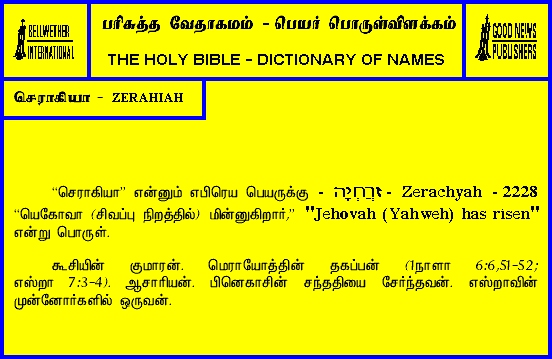 BELLWETHER
INTERNATIONAL
பரிசுத்த வேதாகமம் - பெயர் பொருள்விளக்கம்
THE HOLY BIBLE - DICTIONARY OF NAMES
GOOD NEWS
PUBLISHERS
செராகியா - ZERAHIAH
“செராகியா” என்னும் எபிரெய பெயருக்கு - זְרַחְיָה - Zerachyah - 2228
“யெகோவா (சிவப்பு நிறத்தில்) மின்னுகிறார்,” "Jehovah (Yahweh) has risen"
என்று பொருள்.
கூசியின் குமாரன். மெராயோத்தின் தகப்பன் (1நாளா 6:6,51-52;
எஸ்றா 7:3-4). ஆசாரியன். பினெகாசின் சந்ததியை சேர்ந்தவன். எஸ்றாவின்
முன்னோர்களில் ஒருவன்.